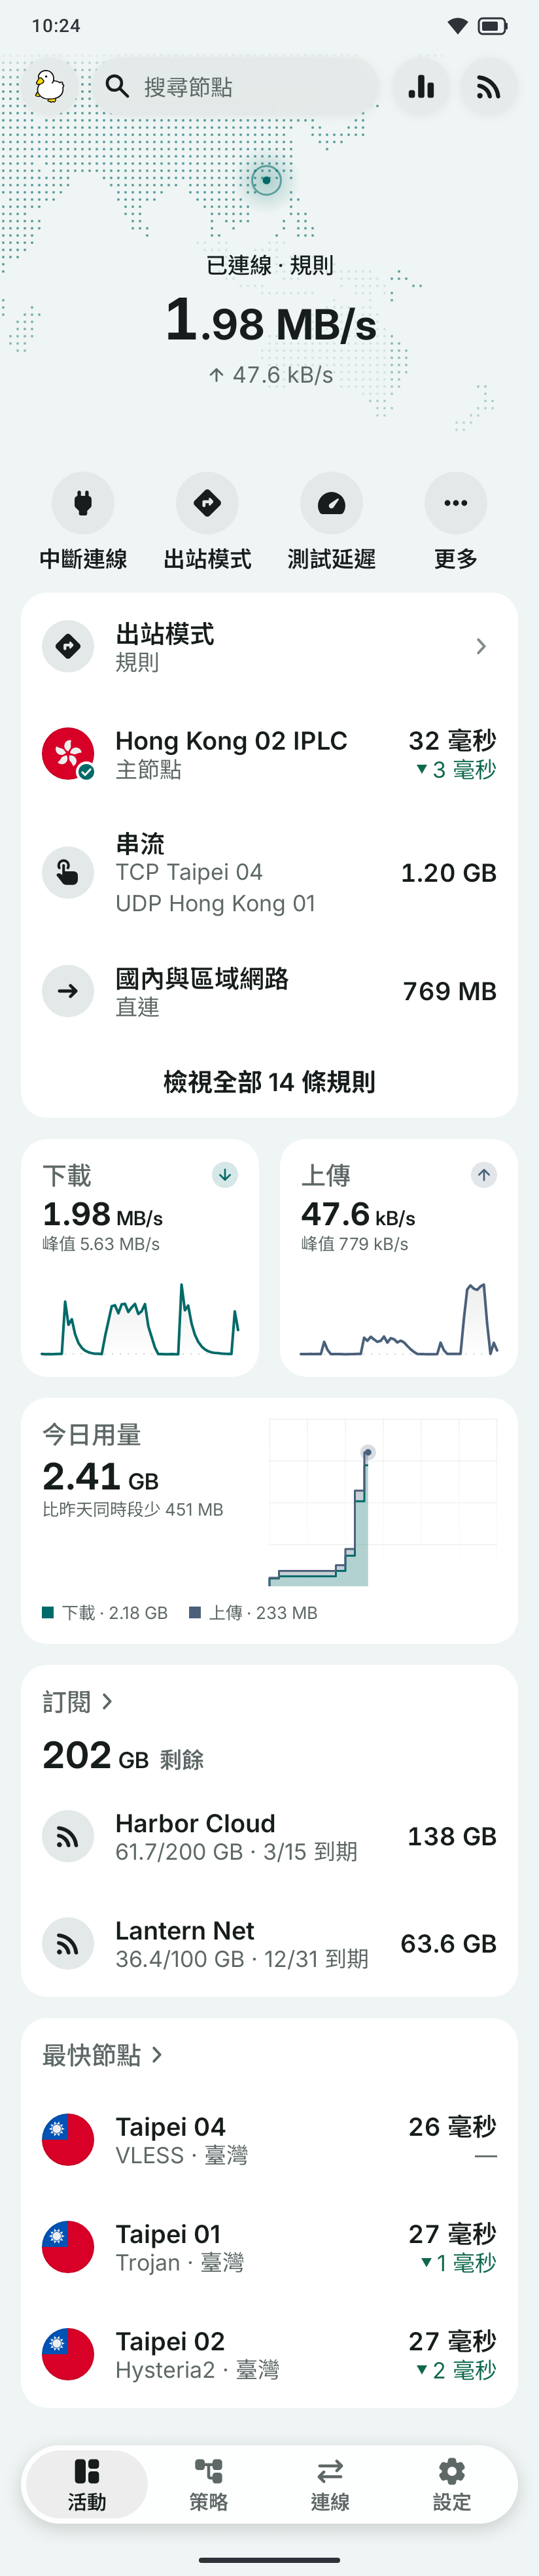 10:24
搜尋節點
已連線 · 規則
1.98 MB/s
↑ 47.6 kB/s
中斷連線
出站模式
測試延遲
更多
出站模式
規則
Hong Kong 02 IPLC
32 毫秒
主節點
▼3 毫秒
串流
TCP Taipei 04
1.20 GB
UDP Hong Kong 01
國內與區域網路
769 MB
直連
檢視全部 14 條規則
下載
1.98 MB/s
峰值 5.63 MB/s
上傳
47.6 kB/s
峰值 779 kB/s
今日用量
2.41 GB
比昨天同時段少 451 MB
下載 · 2.18 GB
上傳 · 233 MB
訂閱
202 GB 剩餘
Harbor Cloud
138 GB
61.7/200 GB · 3/15 到期
Lantern Net
63.6 GB
36.4/100 GB · 12/31 到期
最快節點
Taipei 04
26 毫秒
VLESS · 臺灣
—
Taipei 01
27 毫秒
Trojan · 臺灣
▼1 毫秒
Taipei 02
27 毫秒
Hysteria2 · 臺灣
▼2 毫秒
活動
策略
連線
設定